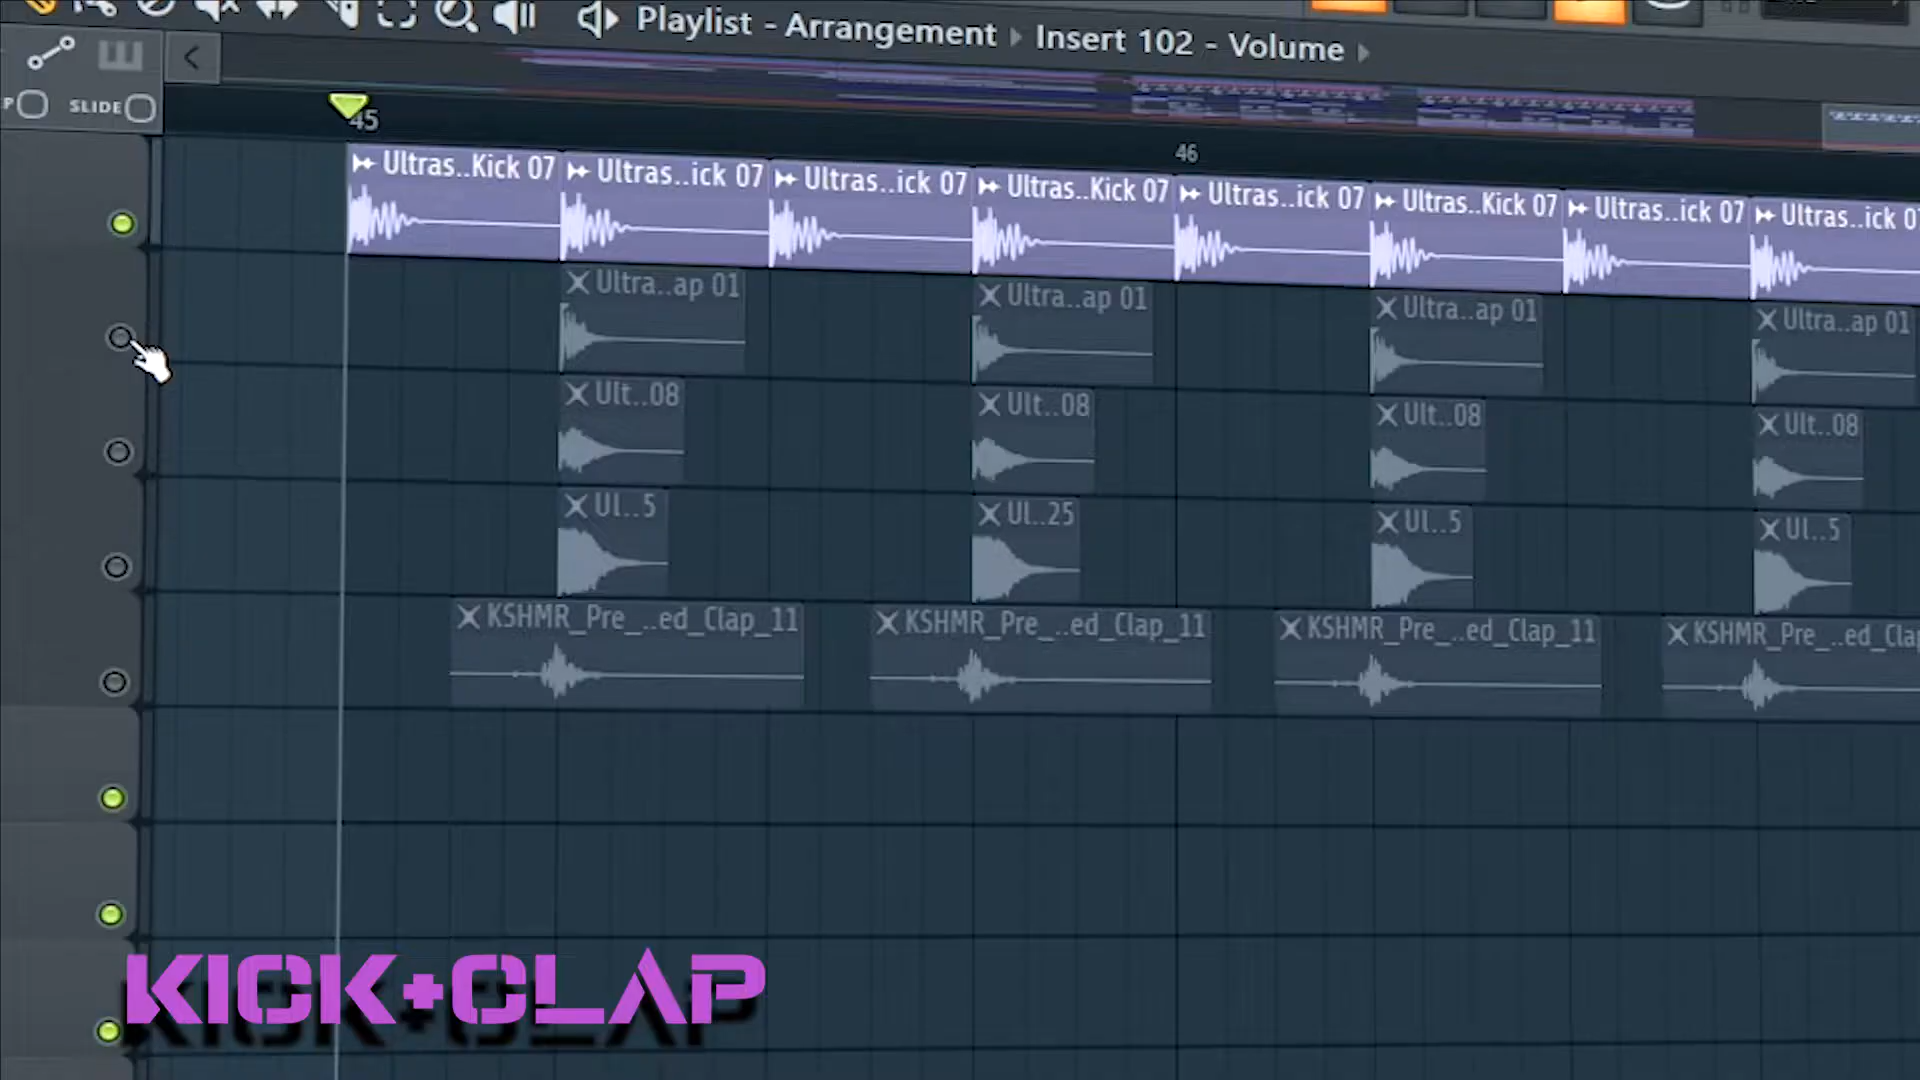 Playlist - Arrangement Insert 102 - Volume
P SLIDE
45
46
Ultras..Kick 07 Ultras..ick 07 Ultras..ick 07 Ultras..Kick 07 Ultras..ick 07 Ultras..Kick 07 Ultras..ick 07 Ultras..ick 07
Ultra..ap 01 Ultra..ap 01 Ultra..ap 01 Ultra..ap 01
Ult..08 Ult..08 Ult..08 Ult..08
Ul..5 Ul..25 Ul..5 Ul..5
KSHMR_Pre_..ed_Clap_11 KSHMR_Pre_..ed_Clap_11 KSHMR_Pre_..ed_Clap_11 KSHMR_Pre_..ed_Cla
KICK+CLAP